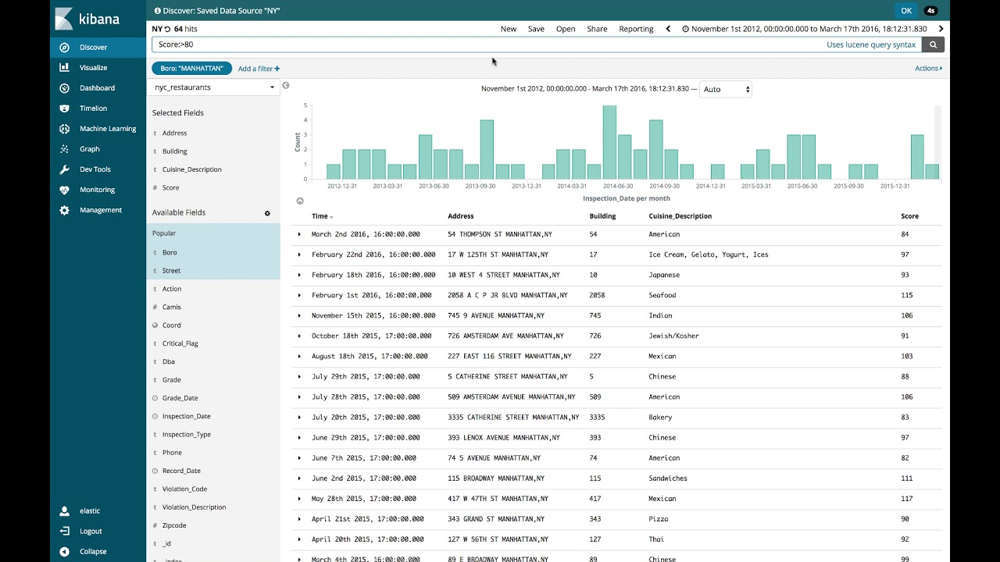 kibana
Discover
Visualize
Dashboard
Timelion
Machine Learning
Graph
Dev Tools
Monitoring
Management
elastic
Logout
Collapse
Discover: Saved Data Source "NY"
OK
4s
NY 64 hits
New Save Open Share Reporting November 1st 2012, 00:00:00.000 to March 17th 2016, 18:12:31.830
Score:>80
Uses lucene query syntax
Boro: "MANHATTAN" Add a filter +
Actions
nyc_restaurants
Selected Fields
t Address
t Building
t Cuisine_Description
# Score
Available Fields
Popular
t Boro
t Street
t Action
# Camis
Coord
t Critical_Flag
t Dba
t Grade
Grade_Date
Inspection_Date
t Inspection_Type
t Phone
Record_Date
t Violation_Code
t Violation_Description
# Zipcode
t _id
_index
November 1st 2012, 00:00:00.000 - March 17th 2016, 18:12:31.830 — Auto
Count
5
4
3
2
1
0
2012-12-31 2013-03-31 2013-06-30 2013-09-30 2013-12-31 2014-03-31 2014-06-30 2014-09-30 2014-12-31 2015-03-31 2015-06-30 2015-09-30 2015-12-31
Inspection_Date per month
Time Address Building Cuisine_Description Score
March 2nd 2016, 16:00:00.000 54 THOMPSON ST MANHATTAN,NY 54 American 84
February 22nd 2016, 16:00:00.000 17 W 125TH ST MANHATTAN,NY 17 Ice Cream, Gelato, Yogurt, Ices 97
February 18th 2016, 16:00:00.000 10 WEST 4 STREET MANHATTAN,NY 10 Japanese 93
February 1st 2016, 16:00:00.000 2058 A C P JR BLVD MANHATTAN,NY 2058 Seafood 115
November 15th 2015, 16:00:00.000 745 9 AVENUE MANHATTAN,NY 745 Indian 106
October 18th 2015, 17:00:00.000 726 AMSTERDAM AVE MANHATTAN,NY 726 Jewish/Kosher 91
August 18th 2015, 17:00:00.000 227 EAST 116 STREET MANHATTAN,NY 227 Mexican 103
July 29th 2015, 17:00:00.000 5 CATHERINE STREET MANHATTAN,NY 5 Chinese 88
July 28th 2015, 17:00:00.000 509 AMSTERDAM AVENUE MANHATTAN,NY 509 American 106
July 20th 2015, 17:00:00.000 3335 CATHERINE STREET MANHATTAN,NY 3335 Bakery 83
June 29th 2015, 17:00:00.000 393 LENOX AVENUE MANHATTAN,NY 393 Chinese 97
June 7th 2015, 17:00:00.000 74 5 AVENUE MANHATTAN,NY 74 American 82
June 2nd 2015, 17:00:00.000 115 BROADWAY MANHATTAN,NY 115 Sandwiches 111
May 28th 2015, 17:00:00.000 417 W 47TH ST MANHATTAN,NY 417 Mexican 117
April 21st 2015, 17:00:00.000 343 GRAND ST MANHATTAN,NY 343 Pizza 90
April 20th 2015, 17:00:00.000 127 W 56TH ST MANHATTAN,NY 127 Thai 92
March 4th 2015, 16:00:00.000 89 E BROADWAY MANHATTAN,NY 89 Chinese 99